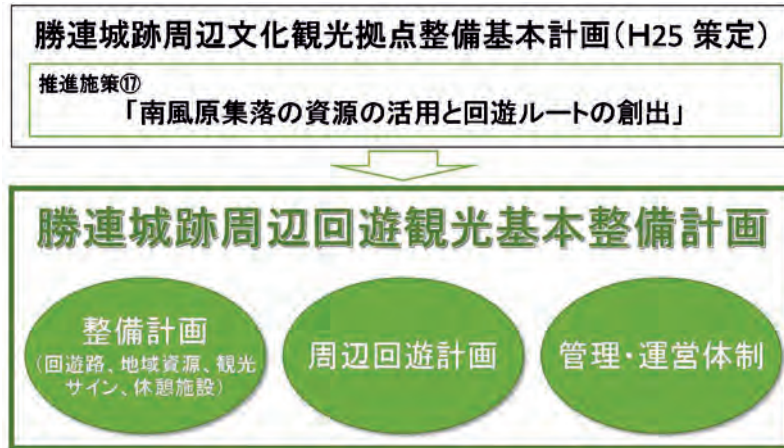 勝連城跡周辺文化観光拠点整備基本計画（H25 策定）
推進施策⑰
「南風原集落の資源の活用と回遊ルートの創出」
勝連城跡周辺回遊観光基本整備計画
整備計画
（回遊路、地域資源、観光
サイン、休憩施設）
周辺回遊計画
管理・運営体制